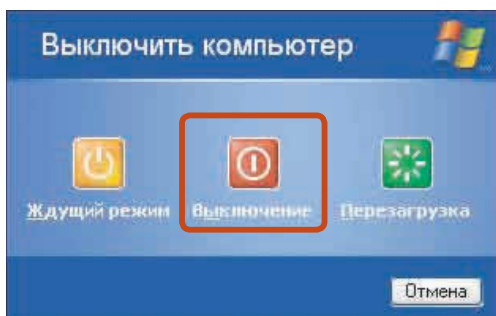 Выключить компьютер
Ждущий режим Выключение Перезагрузка
Отмена